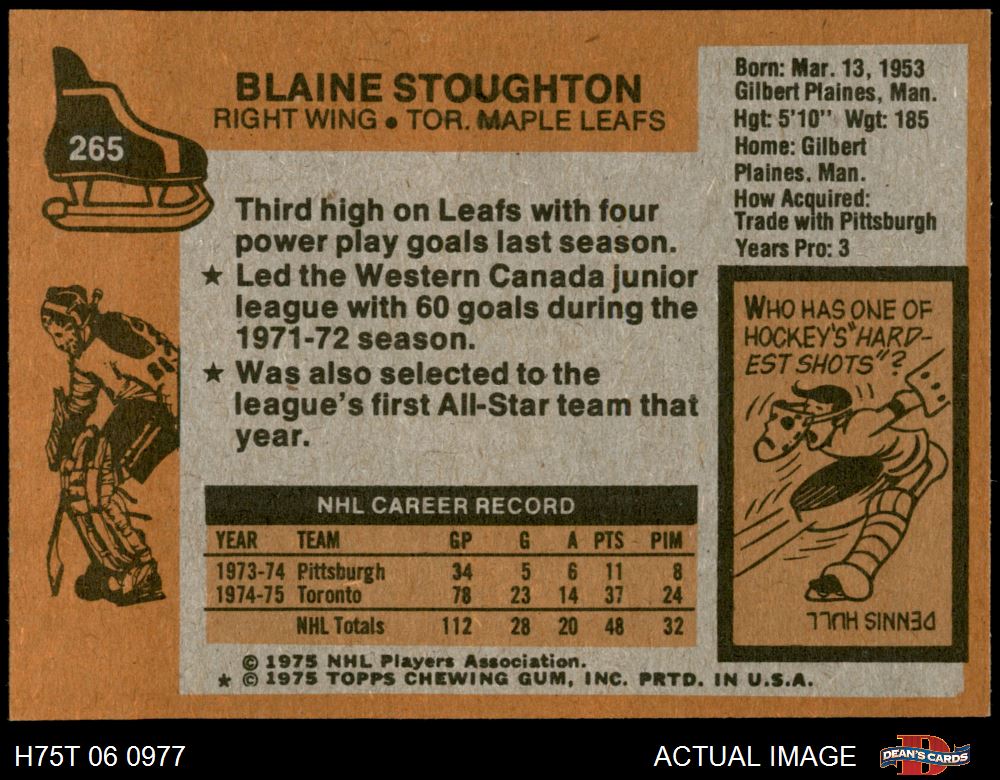 265
BLAINE STOUGHTON
RIGHT WING • TOR. MAPLE LEAFS
Born: Mar. 13, 1953
Gilbert Plaines, Man.
Hgt: 5'10" Wgt: 185
Home: Gilbert
Plaines, Man.
How Acquired:
Trade with Pittsburgh
Years Pro: 3
Third high on Leafs with four
power play goals last season.
★ Led the Western Canada junior
league with 60 goals during the
1971-72 season.
★ Was also selected to the
league's first All-Star team that
year.
WHO HAS ONE OF
HOCKEY'S "HARD-
EST SHOTS"?
DENNIS HULL
NHL CAREER RECORD
YEAR TEAM GP G A PTS PIM
1973-74 Pittsburgh 34 5 6 11 8
1974-75 Toronto 78 23 14 37 24
NHL Totals 112 28 20 48 32
© 1975 NHL Players Association.
★ © 1975 TOPPS CHEWING GUM, INC. PRTD. IN U.S.A.
H75T 06 0977
ACTUAL IMAGE
D
DEAN'S CARDS